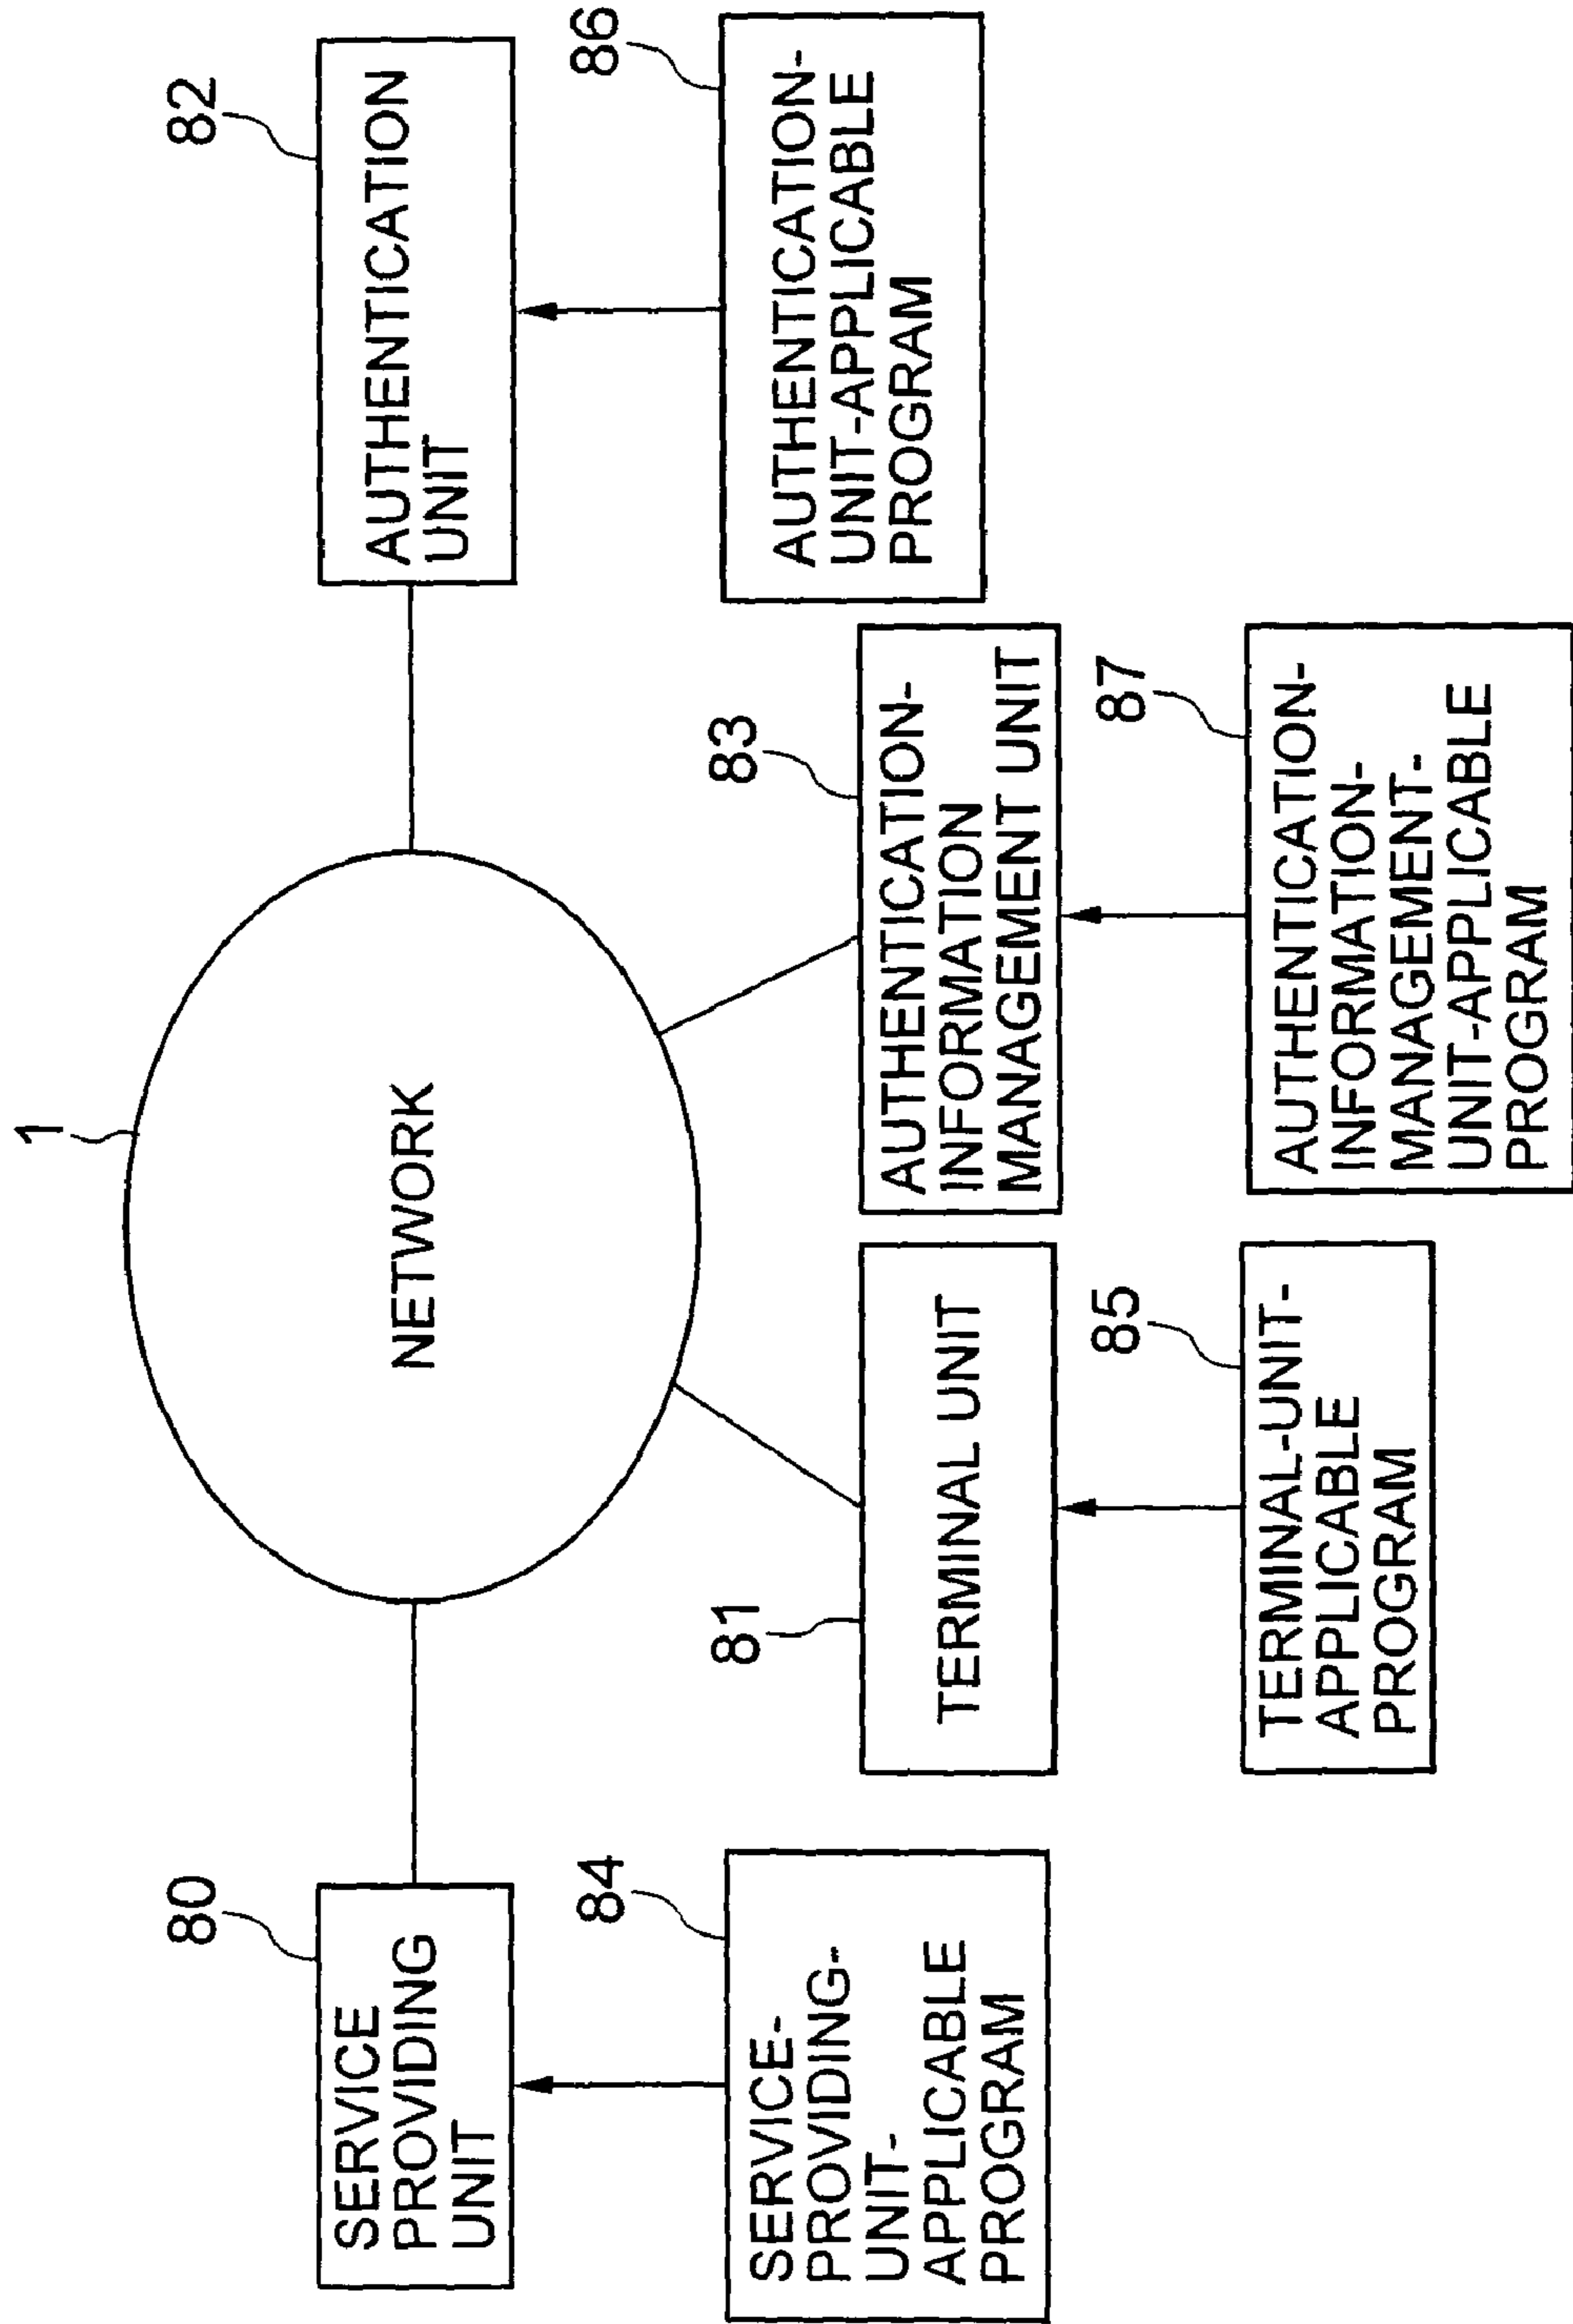 1
NETWORK
80
SERVICE
PROVIDING
UNIT
82
AUTHENTICATION
UNIT
84
SERVICE-
PROVIDING-
UNIT-
APPLICABLE
PROGRAM
81
TERMINAL UNIT
83
AUTHENTICATION-
INFORMATION
MANAGEMENT UNIT
86
AUTHENTICATION-
UNIT-APPLICABLE
PROGRAM
85
TERMINAL-UNIT-
APPLICABLE
PROGRAM
87
AUTHENTICATION-
INFORMATION-
MANAGEMENT-
UNIT-APPLICABLE
PROGRAM